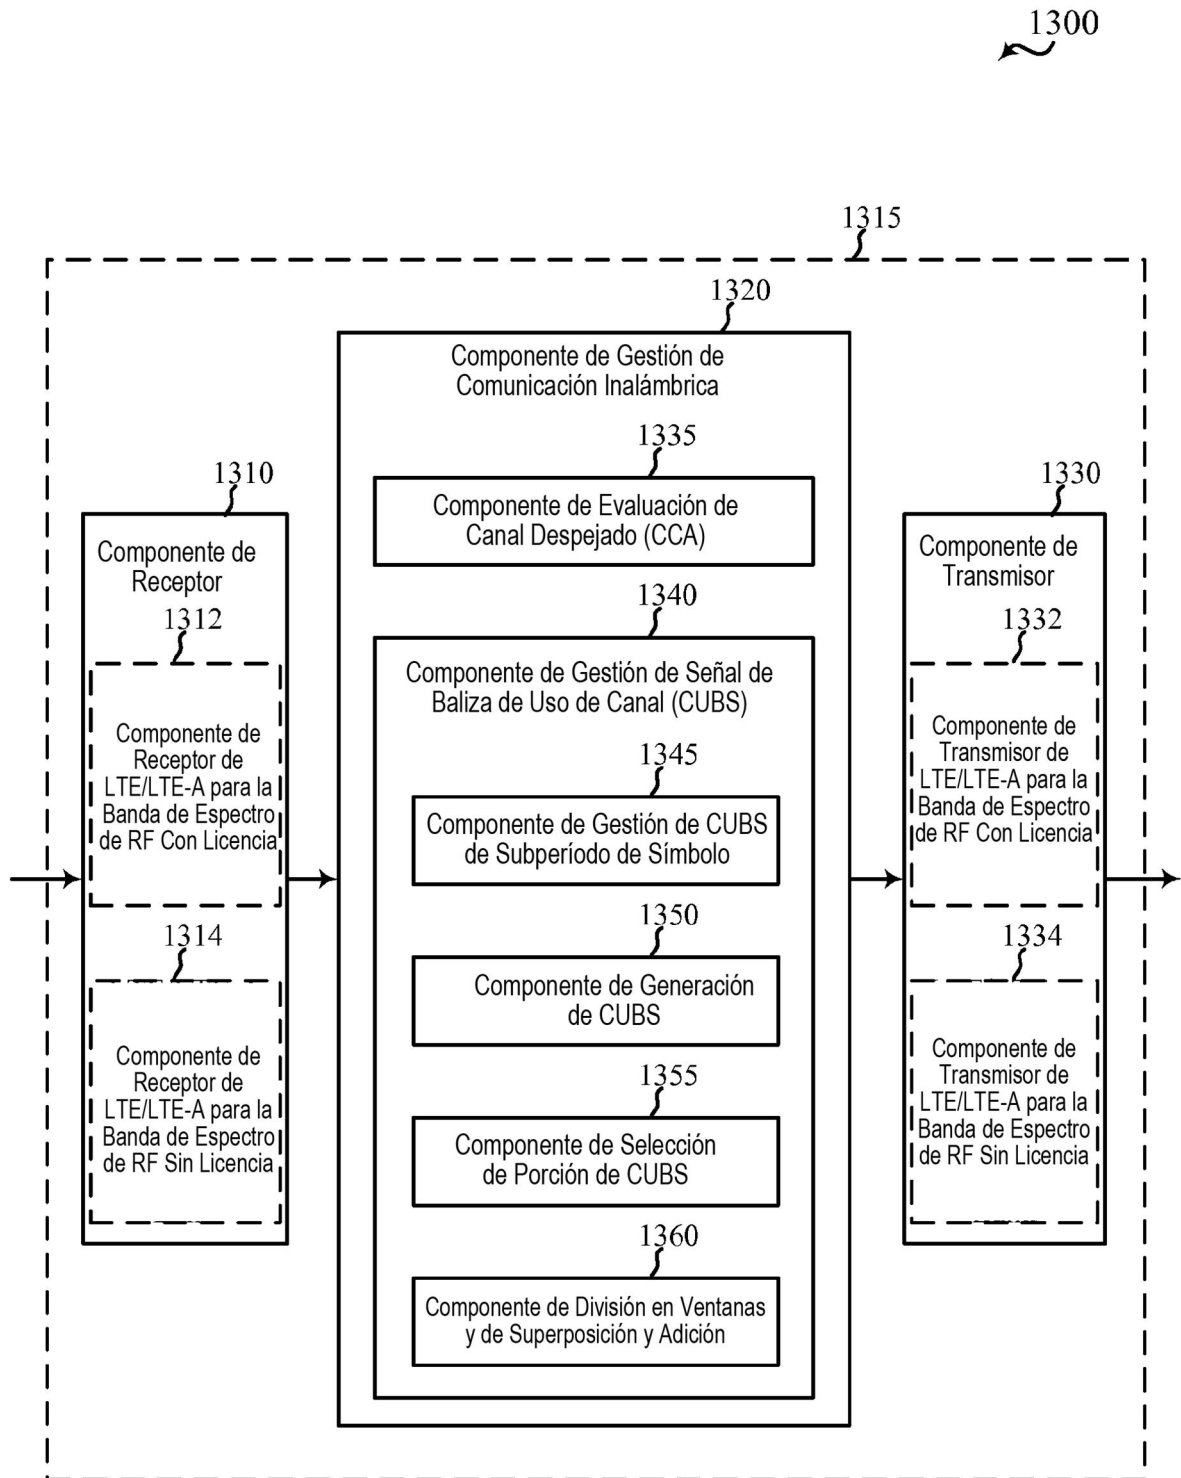 1300
1315
1320
Componente de Gestión de
Comunicación Inalámbrica
1335
Componente de Evaluación de
Canal Despejado (CCA)
1310
Componente de
Receptor
1312
Componente de
Receptor de
LTE/LTE-A para la
Banda de Espectro
de RF Con Licencia
1314
Componente de
Receptor de
LTE/LTE-A para la
Banda de Espectro
de RF Sin Licencia
1340
Componente de Gestión de Señal de
Baliza de Uso de Canal (CUBS)
1345
Componente de Gestión de CUBS
de Subperíodo de Símbolo
1350
Componente de Generación
de CUBS
1355
Componente de Selección
de Porción de CUBS
1360
Componente de División en Ventanas
y de Superposición y Adición
1330
Componente de
Transmisor
1332
Componente de
Transmisor de
LTE/LTE-A para la
Banda de Espectro
de RF Con Licencia
1334
Componente de
Transmisor de
LTE/LTE-A para la
Banda de Espectro
de RF Sin Licencia